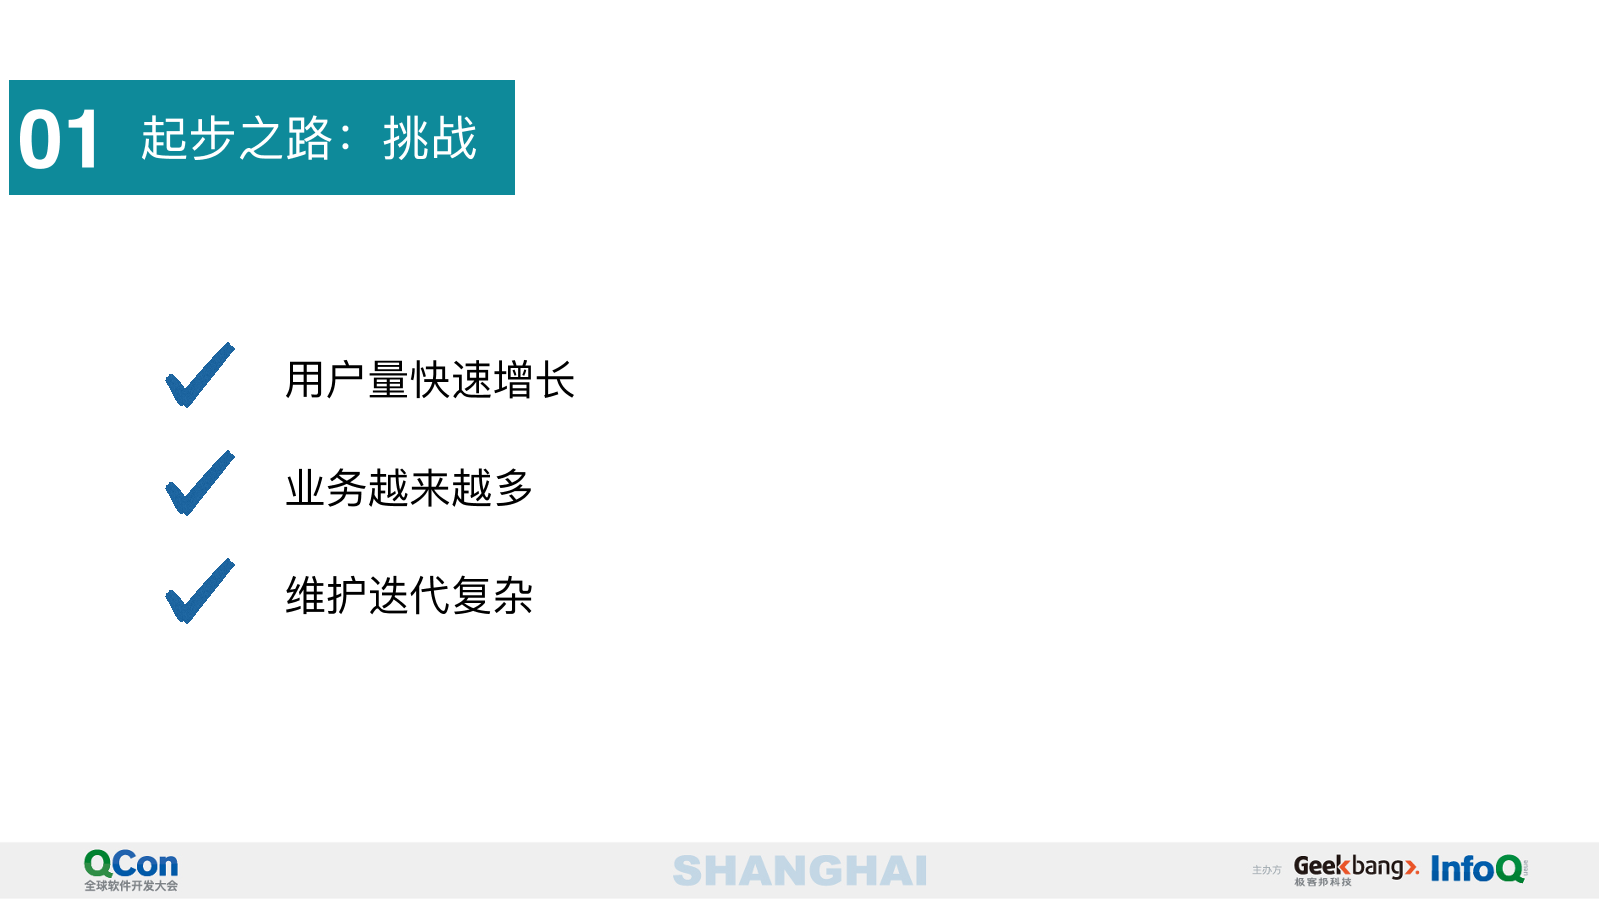 01 起步之路：挑战
用户量快速增长
业务越来越多
维护迭代复杂
QCon
全球软件开发大会
SHANGHAI
主办方 Geekbang 极客邦科技 InfoQ